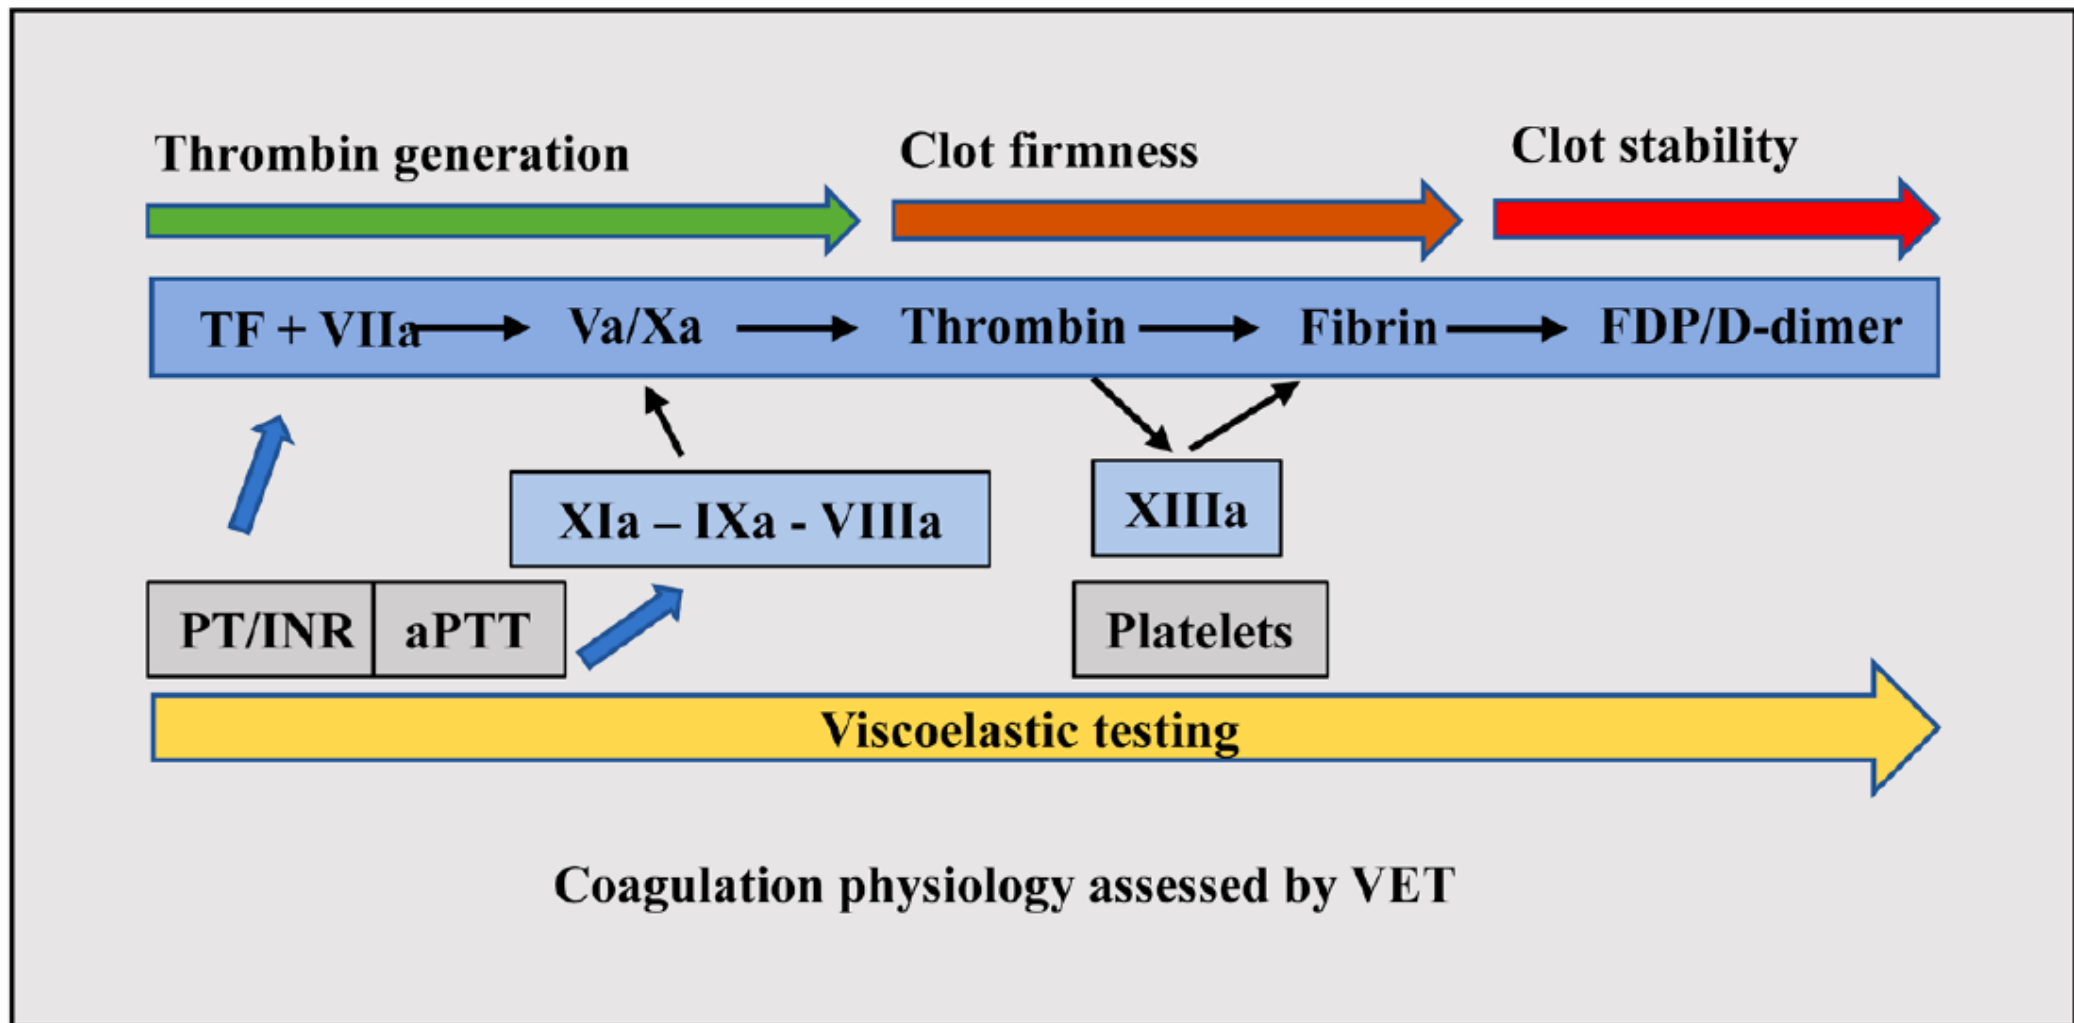 Thrombin generation
Clot firmness
Clot stability
TF + VIIa
Va/Xa
Thrombin
Fibrin
FDP/D-dimer
XIa – IXa - VIIIa
XIIIa
PT/INR
aPTT
Platelets
Viscoelastic testing
Coagulation physiology assessed by VET